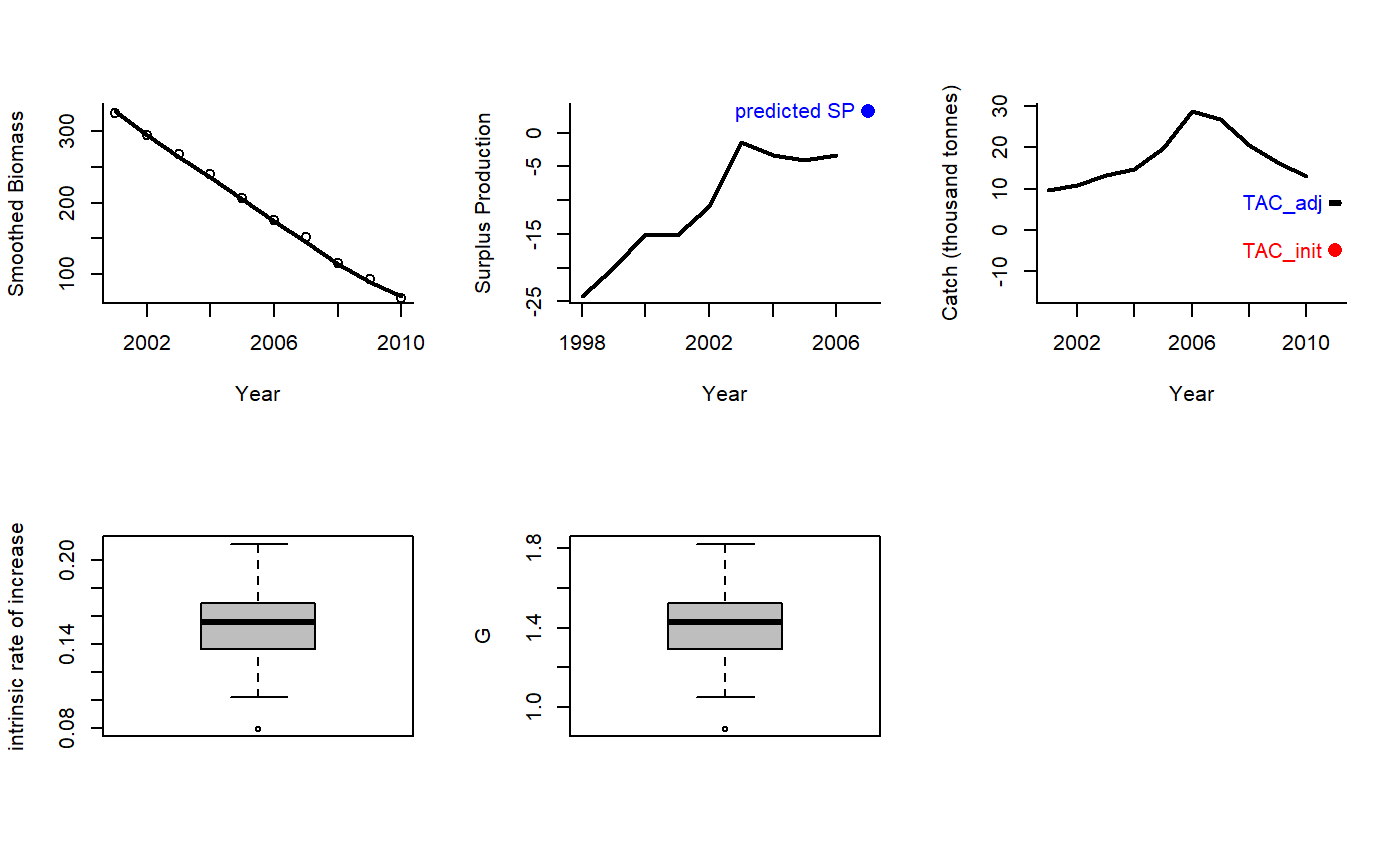 Smoothed Biomass
300
200
100
2002
2006
2010
Year
Surplus Production
0
-5
-15
-25
predicted SP
1998
2002
2006
Year
Catch (thousand tonnes)
30
20
10
0
-10
TAC_adj
TAC_init
2002
2006
2010
Year
intrinsic rate of increase
0.20
0.14
0.08
G
1.8
1.4
1.0